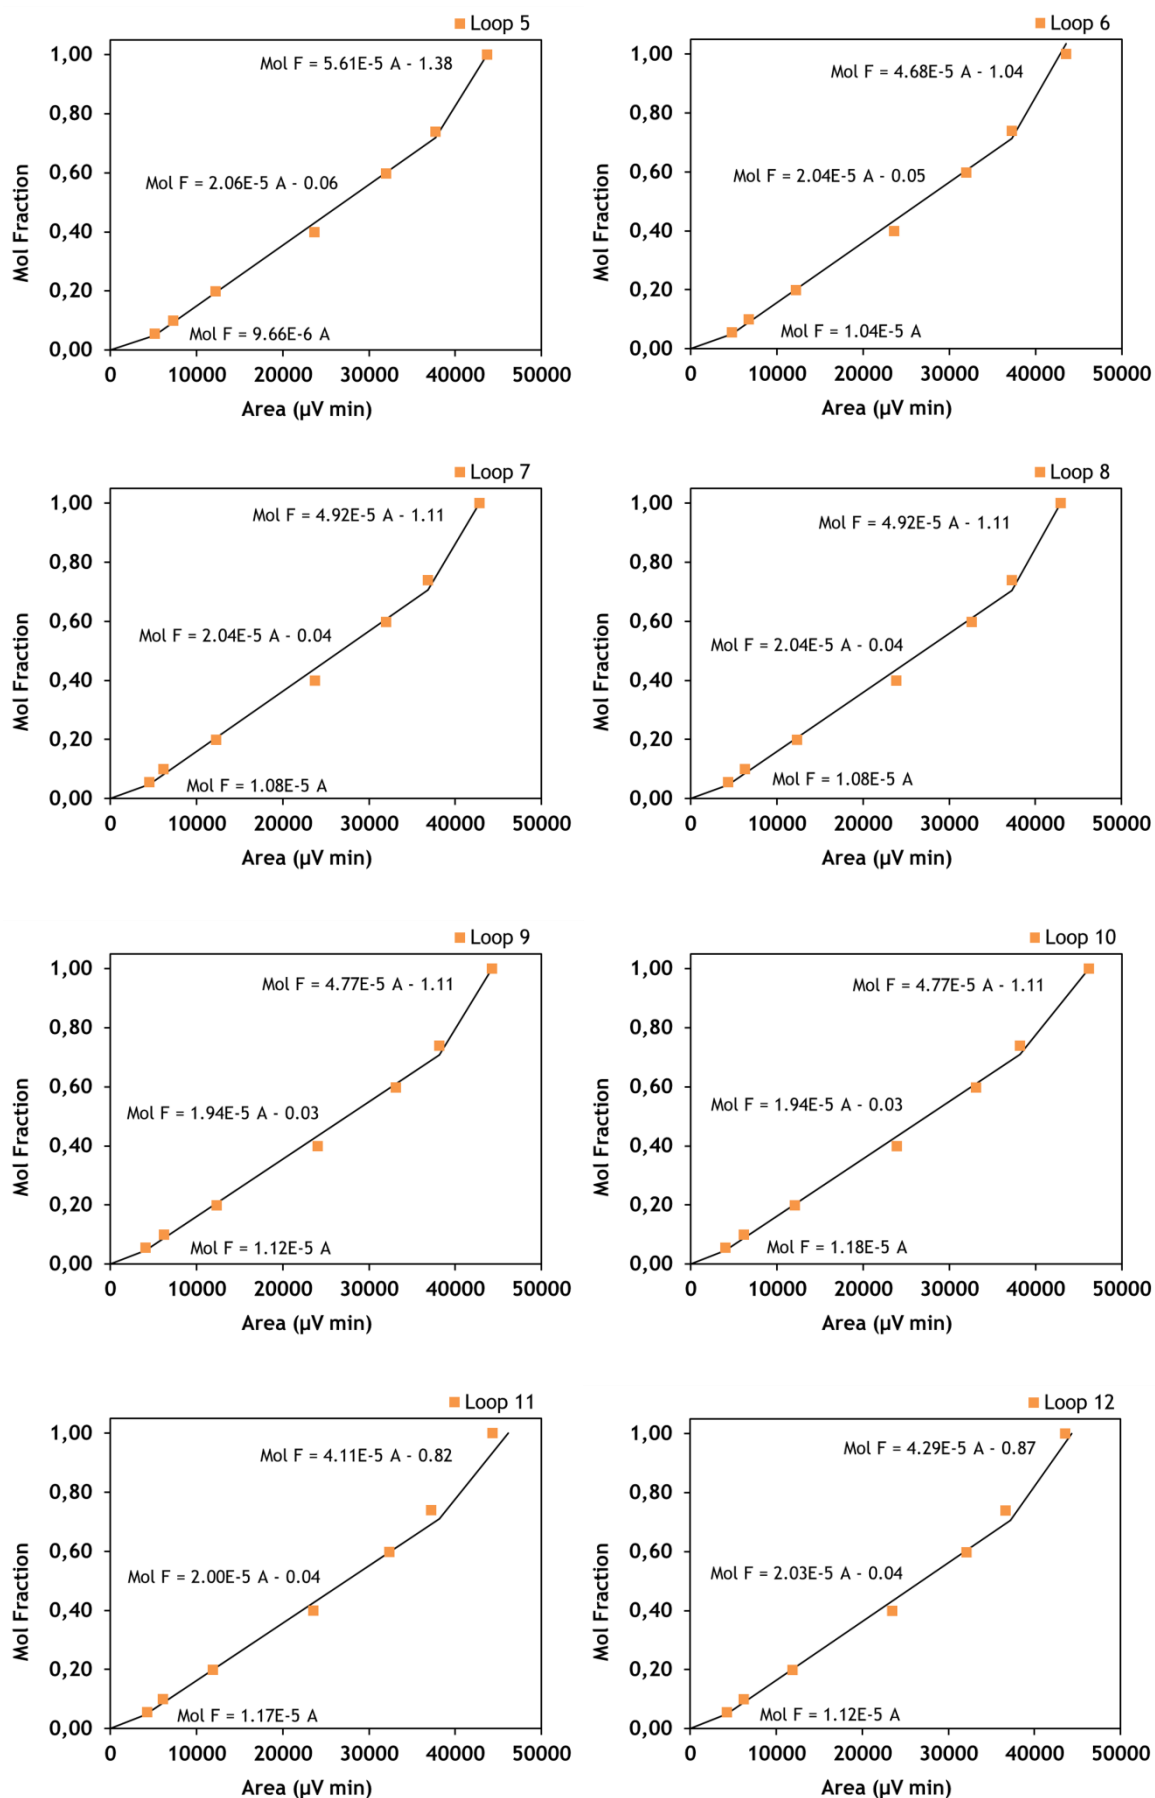 Loop 5
1,00
0,80
0,60
0,40
0,20
0,00
Mol Fraction
Mol F = 5.61E-5 A - 1.38
Mol F = 2.06E-5 A - 0.06
Mol F = 9.66E-6 A
0 10000 20000 30000 40000 50000
Area (µV min)
Loop 6
1,00
0,80
0,60
0,40
0,20
0,00
Mol Fraction
Mol F = 4.68E-5 A - 1.04
Mol F = 2.04E-5 A - 0.05
Mol F = 1.04E-5 A
0 10000 20000 30000 40000 50000
Area (µV min)
Loop 7
1,00
0,80
0,60
0,40
0,20
0,00
Mol Fraction
Mol F = 4.92E-5 A - 1.11
Mol F = 2.04E-5 A - 0.04
Mol F = 1.08E-5 A
0 10000 20000 30000 40000 50000
Area (µV min)
Loop 8
1,00
0,80
0,60
0,40
0,20
0,00
Mol Fraction
Mol F = 4.92E-5 A - 1.11
Mol F = 2.04E-5 A - 0.04
Mol F = 1.08E-5 A
0 10000 20000 30000 40000 50000
Area (µV min)
Loop 9
1,00
0,80
0,60
0,40
0,20
0,00
Mol Fraction
Mol F = 4.77E-5 A - 1.11
Mol F = 1.94E-5 A - 0.03
Mol F = 1.12E-5 A
0 10000 20000 30000 40000 50000
Area (µV min)
Loop 10
1,00
0,80
0,60
0,40
0,20
0,00
Mol Fraction
Mol F = 4.77E-5 A - 1.11
Mol F = 1.94E-5 A - 0.03
Mol F = 1.18E-5 A
0 10000 20000 30000 40000 50000
Area (µV min)
Loop 11
1,00
0,80
0,60
0,40
0,20
0,00
Mol Fraction
Mol F = 4.11E-5 A - 0.82
Mol F = 2.00E-5 A - 0.04
Mol F = 1.17E-5 A
0 10000 20000 30000 40000 50000
Area (µV min)
Loop 12
1,00
0,80
0,60
0,40
0,20
0,00
Mol Fraction
Mol F = 4.29E-5 A - 0.87
Mol F = 2.03E-5 A - 0.04
Mol F = 1.12E-5 A
0 10000 20000 30000 40000 50000
Area (µV min)